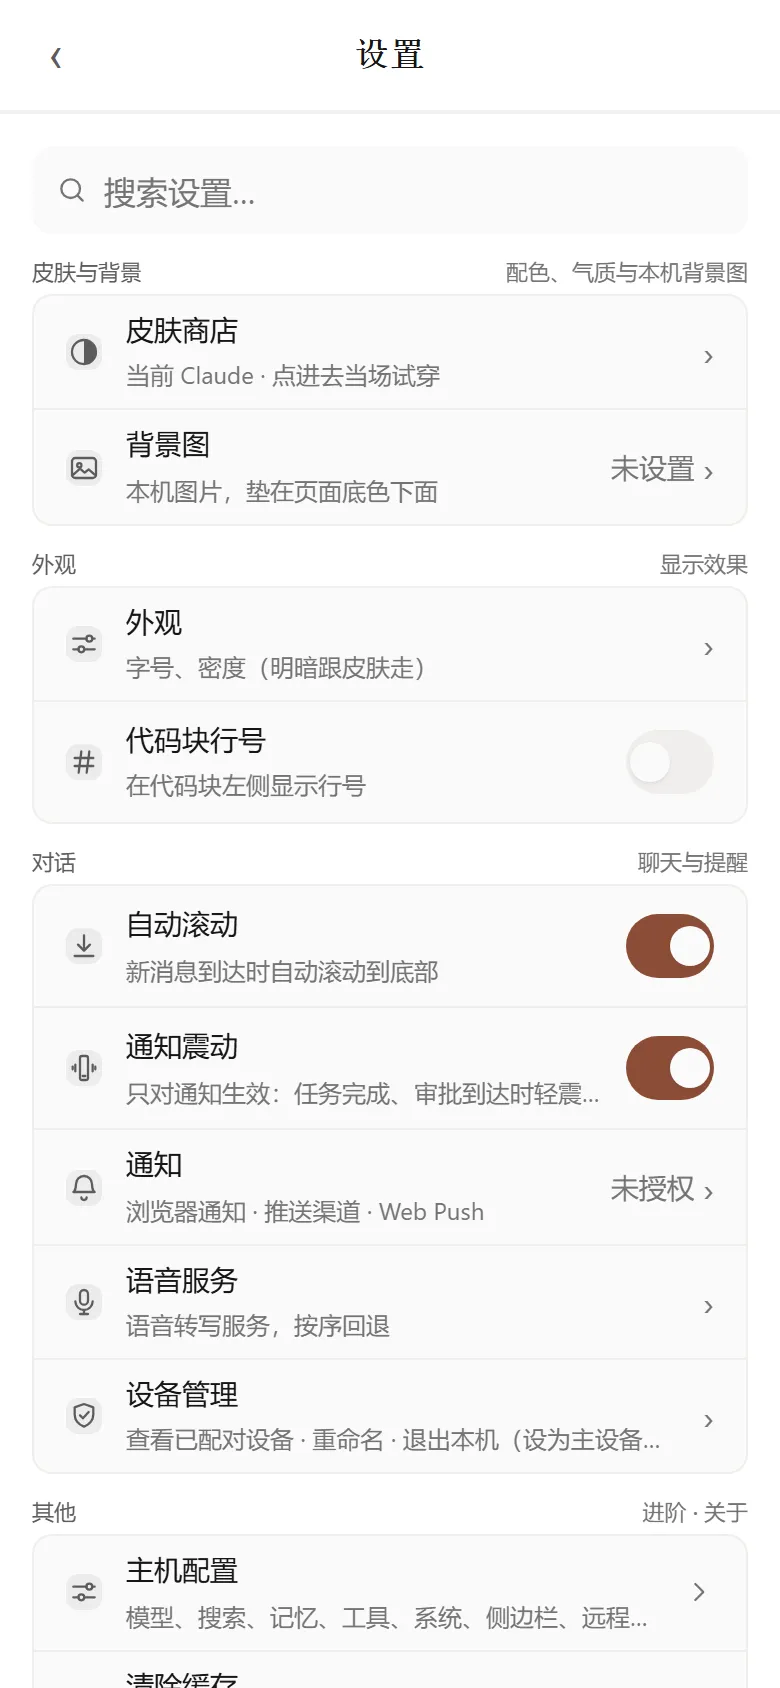 设置
搜索设置...
皮肤与背景 配色、气质与本机背景图
皮肤商店
当前 Claude · 点进去当场试穿
背景图
本机图片，垫在页面底色下面
未设置
外观 显示效果
外观
字号、密度（明暗跟皮肤走）
代码块行号
在代码块左侧显示行号
对话 聊天与提醒
自动滚动
新消息到达时自动滚动到底部
通知震动
只对通知生效：任务完成、审批到达时轻震...
通知
浏览器通知 · 推送渠道 · Web Push
未授权
语音服务
语音转写服务，按序回退
设备管理
查看已配对设备 · 重命名 · 退出本机（设为主设备...
其他 进阶 · 关于
主机配置
模型、搜索、记忆、工具、系统、侧边栏、远程...
清除缓存